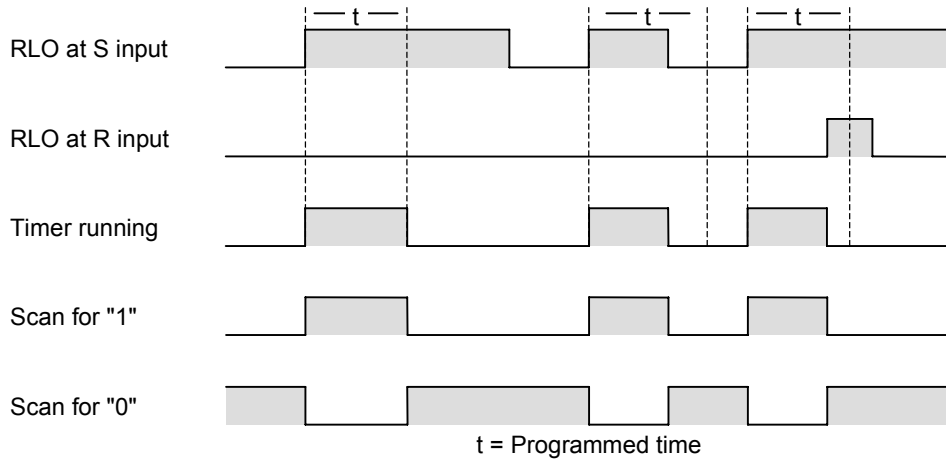 t t t
RLO at S input
RLO at R input
Timer running
Scan for "1"
Scan for "0"
t = Programmed time